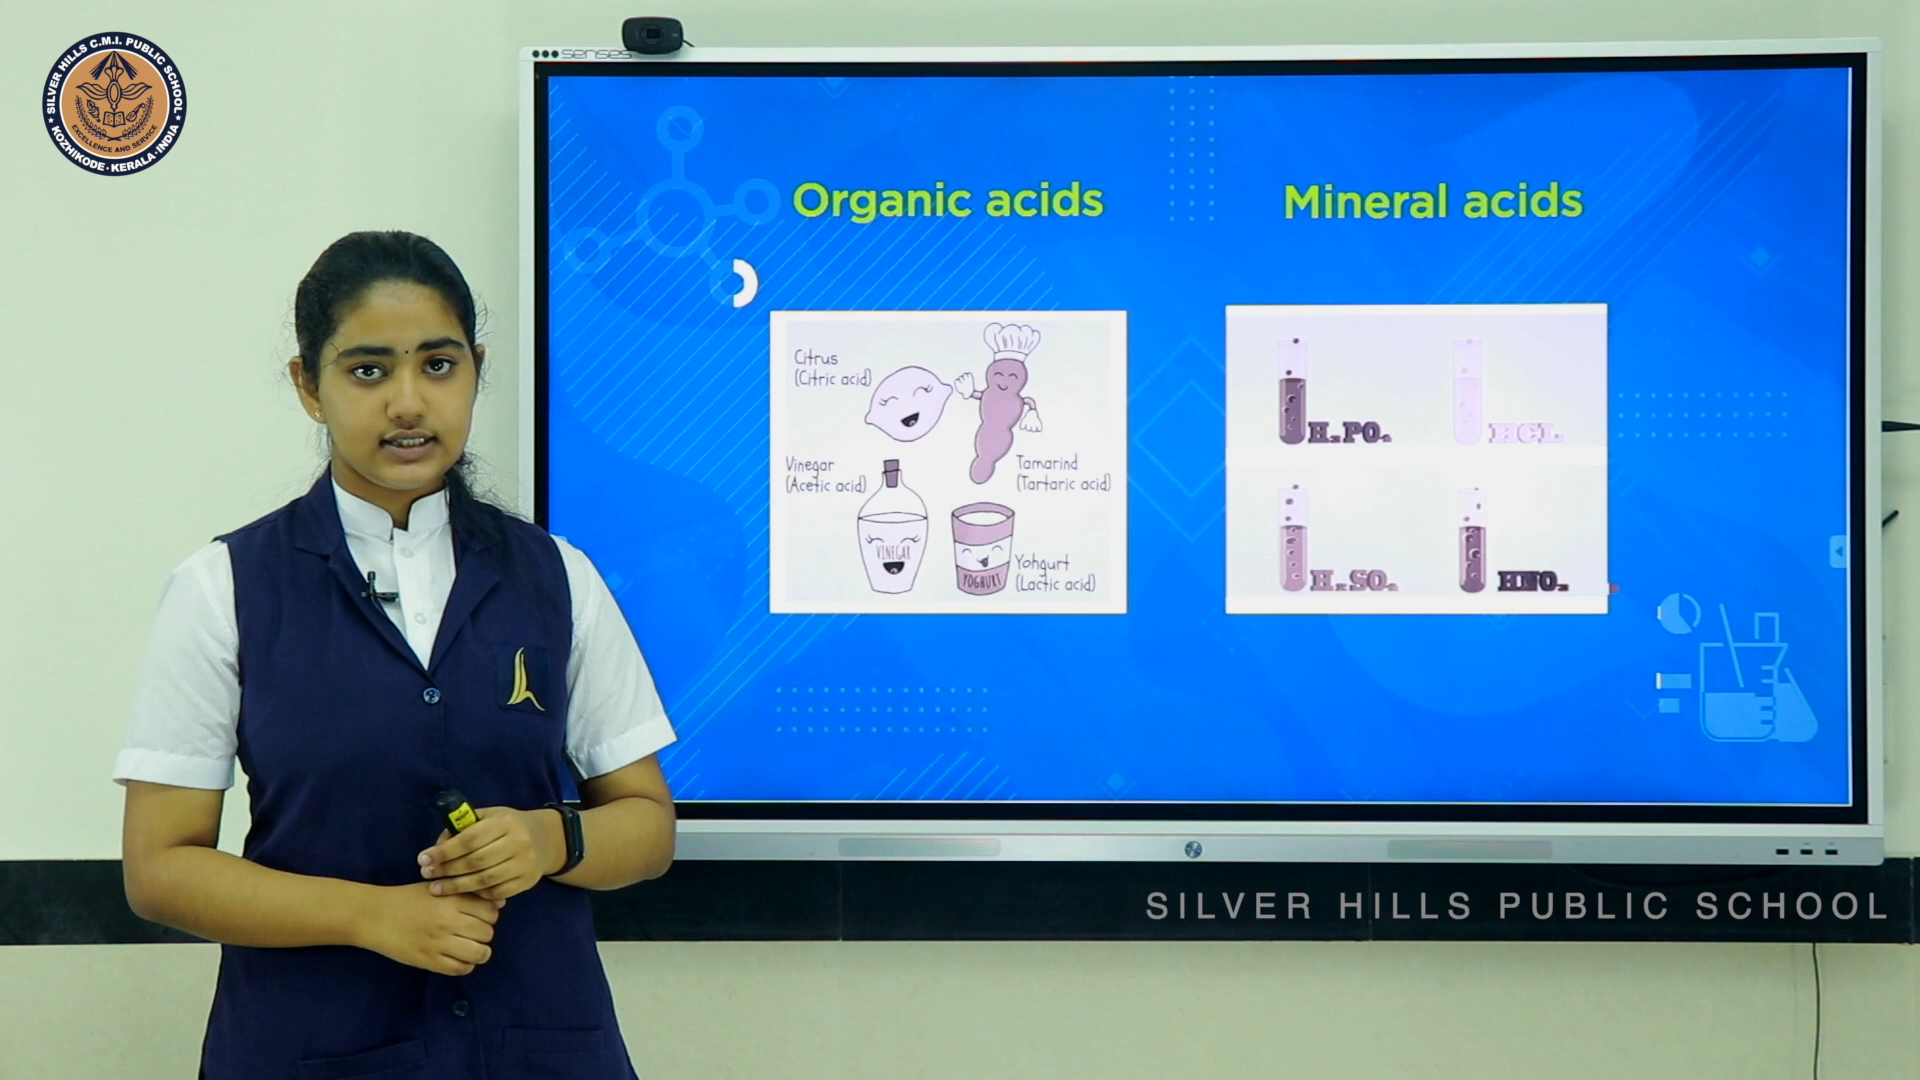 SILVER HILLS C.M.I. PUBLIC SCHOOL
EXCELLENCE AND SERVICE
KOZHIKODE · KERALA · INDIA
senses
Organic acids
Mineral acids
Citrus
(Citric acid)
Tamarind
(Tartaric acid)
Vinegar
(Acetic acid)
VINEGAR
YOGHURT
Yohgurt
(Lactic acid)
HCL
SILVER HILLS PUBLIC SCHOOL